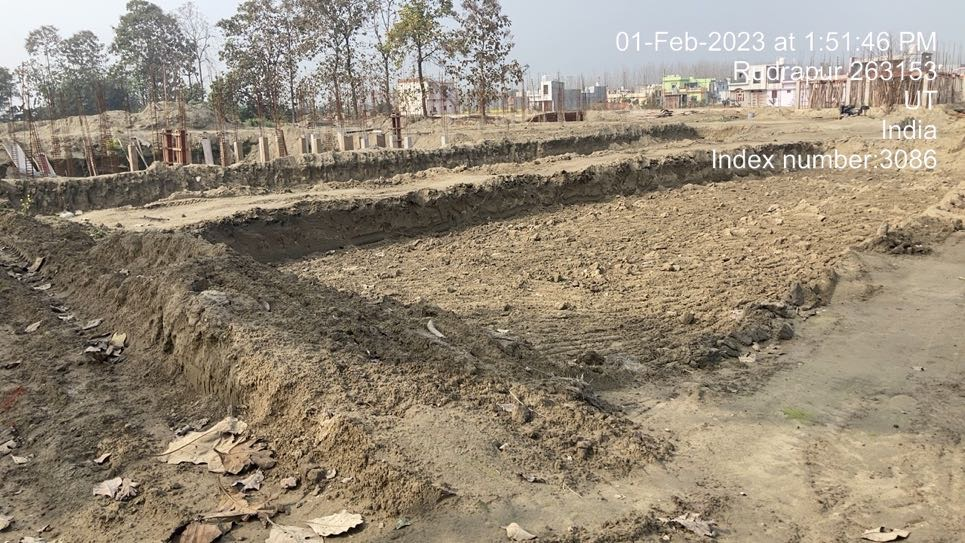 01-Feb-2023 at 1:51:46 PM
Rudrapur 263153
UT
India
Index number:3086